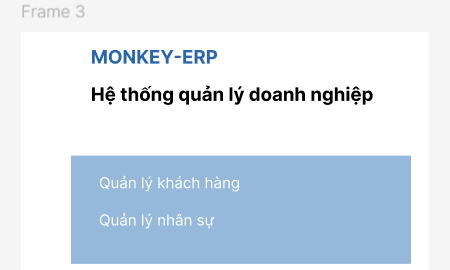 Frame 3
MONKEY-ERP
Hệ thống quản lý doanh nghiệp
Quản lý khách hàng
Quản lý nhân sự